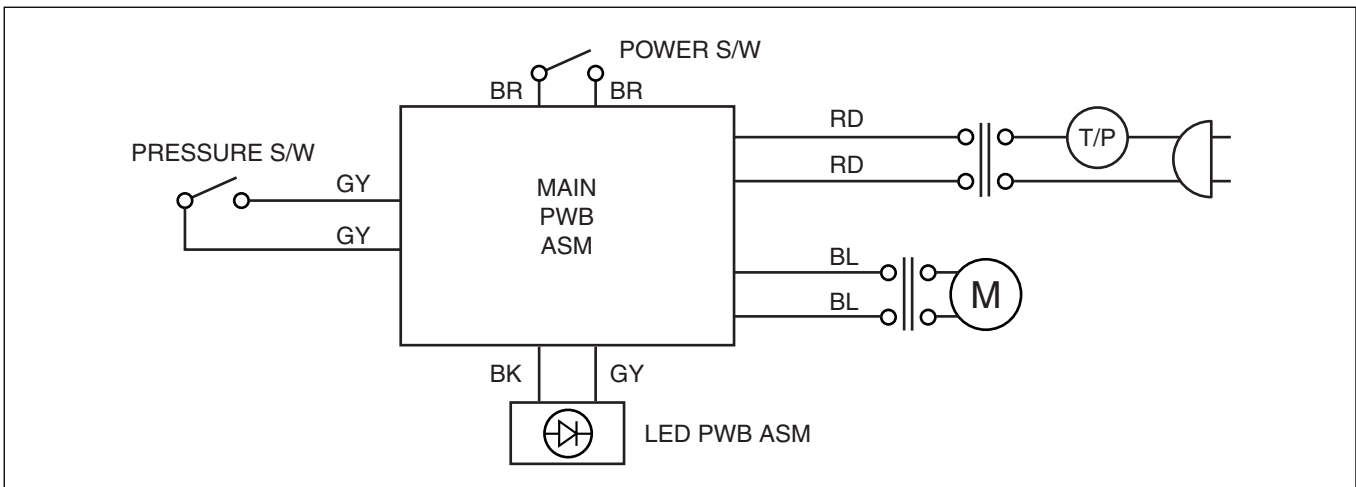 POWER S/W
BR
BR
PRESSURE S/W
GY
GY
MAIN
PWB
ASM
RD
RD
T/P
BL
BL
M
BK
GY
LED PWB ASM